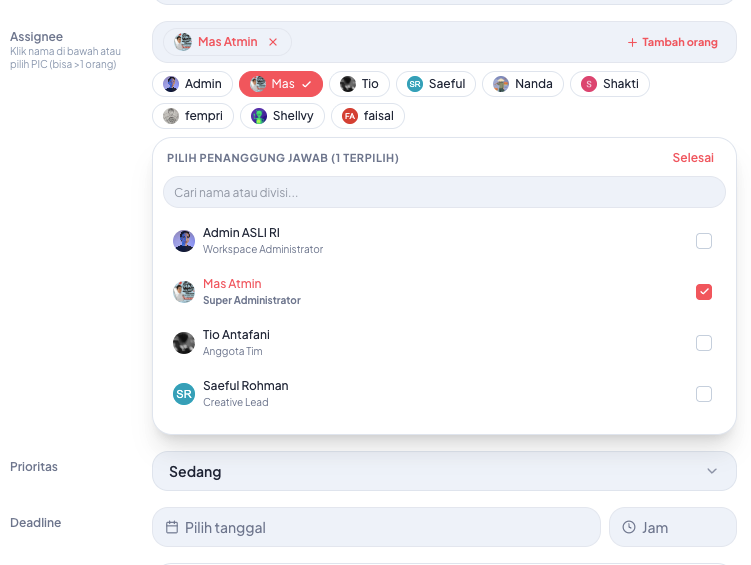 Assignee
Klik nama di bawah atau
pilih PIC (bisa >1 orang)
Mas Atmin ×
+ Tambah orang
Admin
Mas
Tio
SR Saeful
Nanda
S Shakti
fempri
Shellvy
FA faisal
PILIH PENANGGUNG JAWAB (1 TERPILIH)
Selesai
Cari nama atau divisi...
Admin ASLI RI
Workspace Administrator
Mas Atmin
Super Administrator
Tio Antafani
Anggota Tim
SR
Saeful Rohman
Creative Lead
Prioritas
Sedang
Deadline
Pilih tanggal
Jam